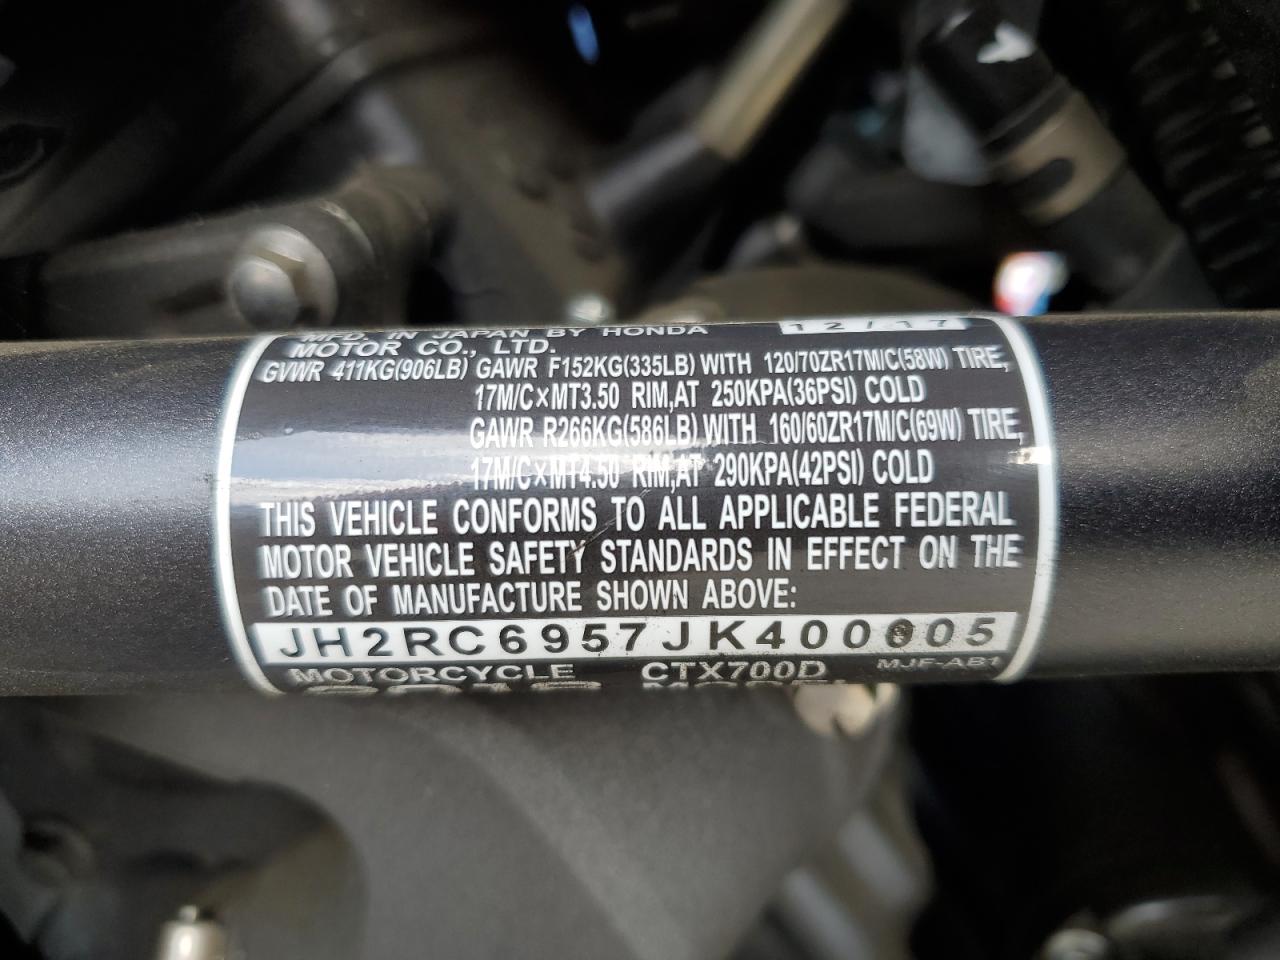 MFD. IN JAPAN BY HONDA 12/17
MOTOR CO., LTD.
GVWR 411KG(906LB) GAWR F152KG(335LB) WITH 120/70ZR17M/C(58W) TIRE,
17M/C×MT3.50 RIM,AT 250KPA(36PSI) COLD
GAWR R266KG(586LB) WITH 160/60ZR17M/C(69W) TIRE,
17M/C×MT4.50 RIM,AT 290KPA(42PSI) COLD
THIS VEHICLE CONFORMS TO ALL APPLICABLE FEDERAL
MOTOR VEHICLE SAFETY STANDARDS IN EFFECT ON THE
DATE OF MANUFACTURE SHOWN ABOVE:
JH2RC6957JK400005
MOTORCYCLE CTX700D MJF-AB1